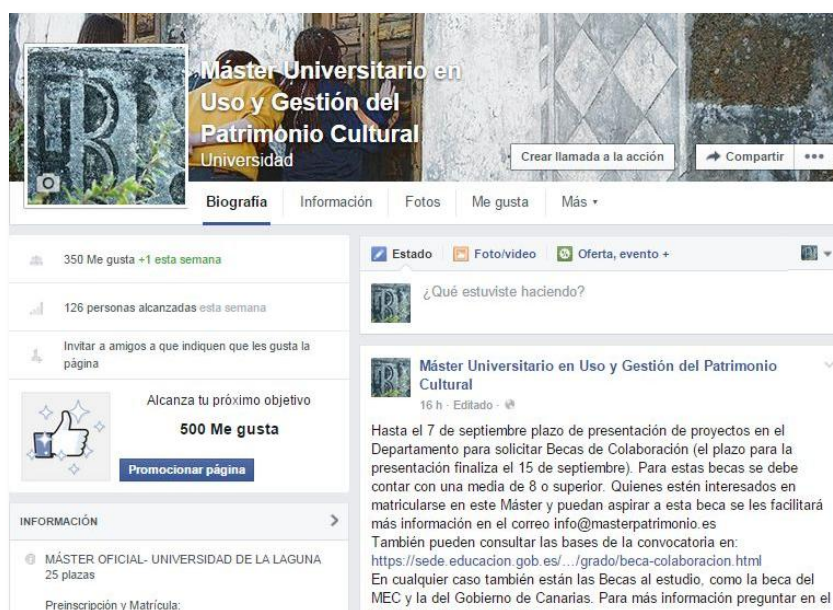 Máster Universitario en
Uso y Gestión del
Patrimonio Cultural
Universidad
Crear llamada a la acción
Compartir
Biografía
Información
Fotos
Me gusta
Más
350 Me gusta +1 esta semana
126 personas alcanzadas esta semana
Invitar a amigos a que indiquen que les gusta la
página
Alcanza tu próximo objetivo
500 Me gusta
Promocionar página
INFORMACIÓN
MÁSTER OFICIAL- UNIVERSIDAD DE LA LAGUNA
25 plazas
Preinscripción y Matrícula:
Estado
Foto/video
Oferta, evento +
¿Qué estuviste haciendo?
Máster Universitario en Uso y Gestión del Patrimonio
Cultural
16 h · Editado ·
Hasta el 7 de septiembre plazo de presentación de proyectos en el
Departamento para solicitar Becas de Colaboración (el plazo para la
presentación finaliza el 15 de septiembre). Para estas becas se debe
contar con una media de 8 o superior. Quienes estén interesados en
matricularse en este Máster y puedan aspirar a esta beca se les facilitará
más información en el correo info@masterpatrimonio.es
También pueden consultar las bases de la convocatoria en:
https://sede.educacion.gob.es/.../grado/beca-colaboracion.html
En cualquier caso también están las Becas al estudio, como la beca del
MEC y la del Gobierno de Canarias. Para más información preguntar en el